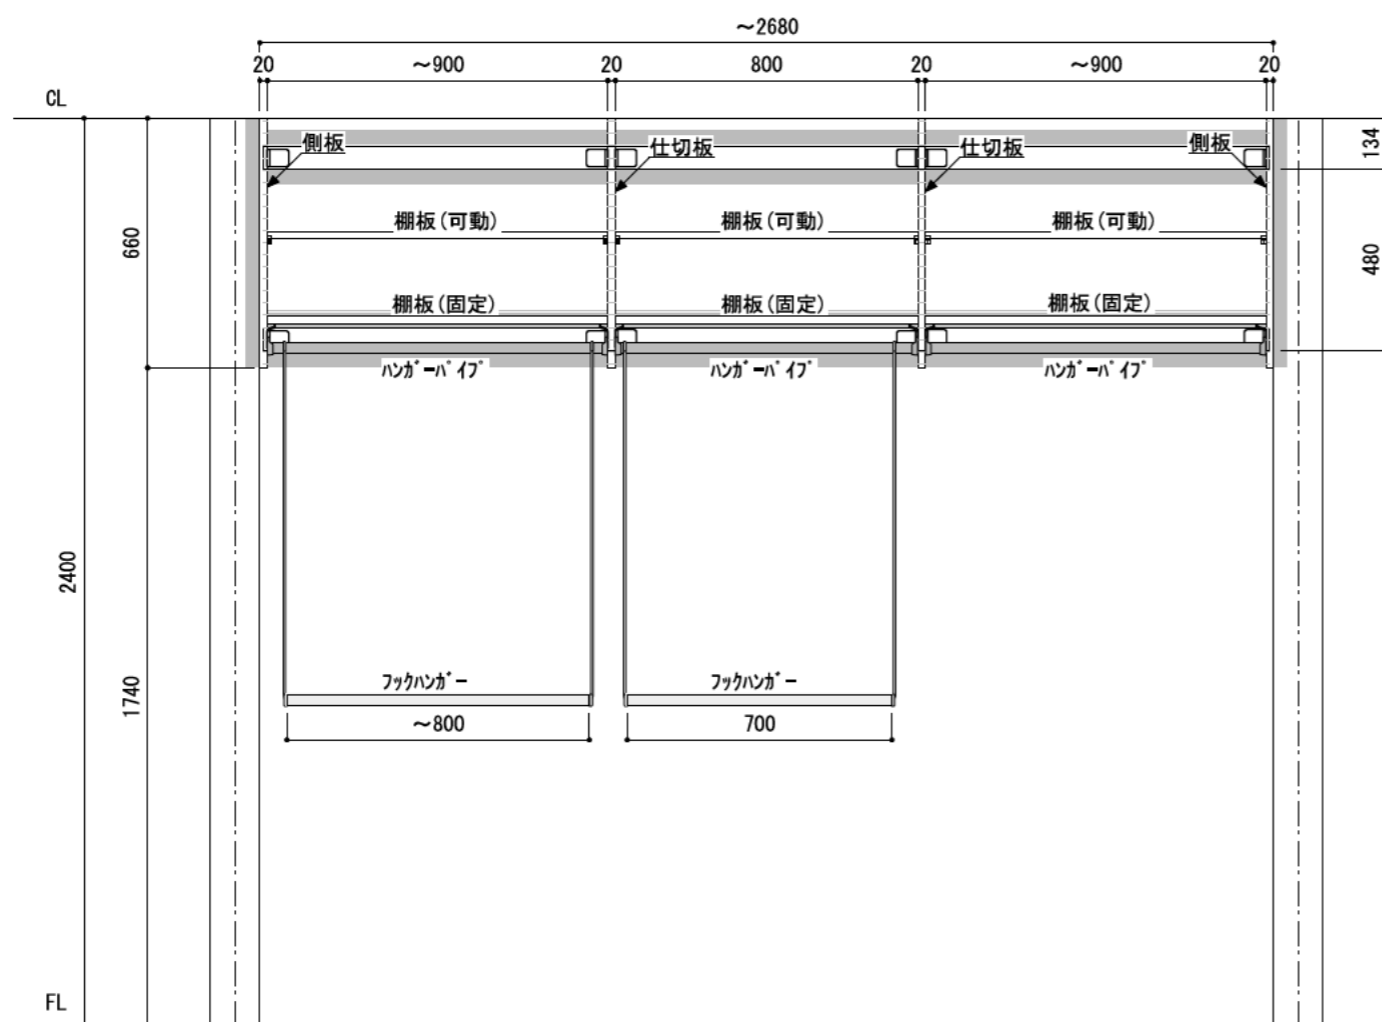 ～2680
20 ～900 20 800 20 ～900 20
CL
側板 仕切板 仕切板 側板
134
棚板(可動) 棚板(可動) 棚板(可動)
660
480
棚板(固定) 棚板(固定) 棚板(固定)
ﾊﾝｶﾞｰﾊﾟｲﾌﾟ ﾊﾝｶﾞｰﾊﾟｲﾌﾟ ﾊﾝｶﾞｰﾊﾟｲﾌﾟ
2400
1740
ﾌｯｸﾊﾝｶﾞｰ ﾌｯｸﾊﾝｶﾞｰ
～800 700
FL